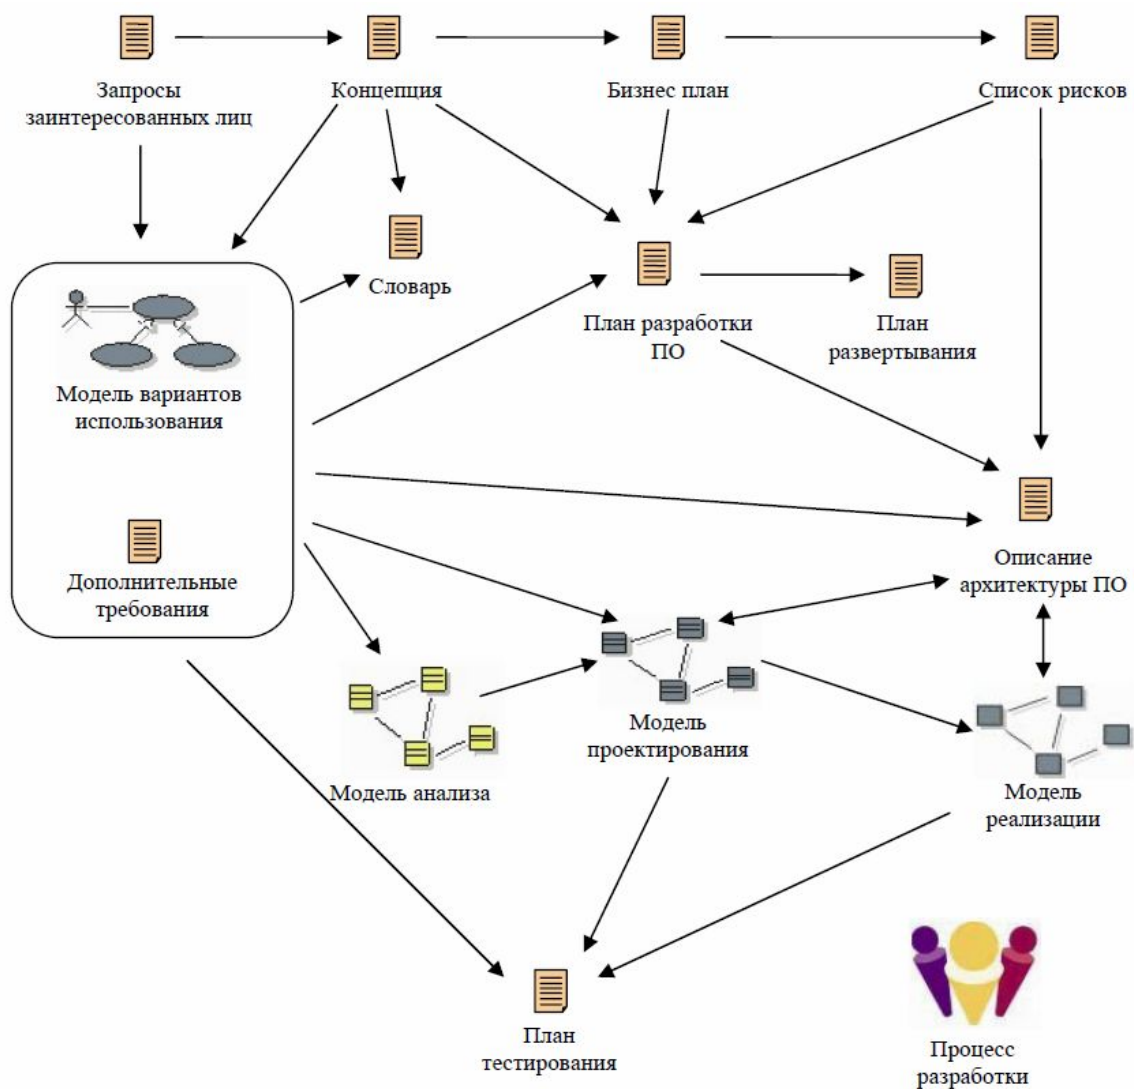 Запросы
заинтересованных лиц
Концепция
Бизнес план
Список рисков
Словарь
План разработки
ПО
План
развертывания
Модель вариантов
использования
Дополнительные
требования
Описание
архитектуры ПО
Модель
проектирования
Модель анализа
Модель
реализации
План
тестирования
Процесс
разработки